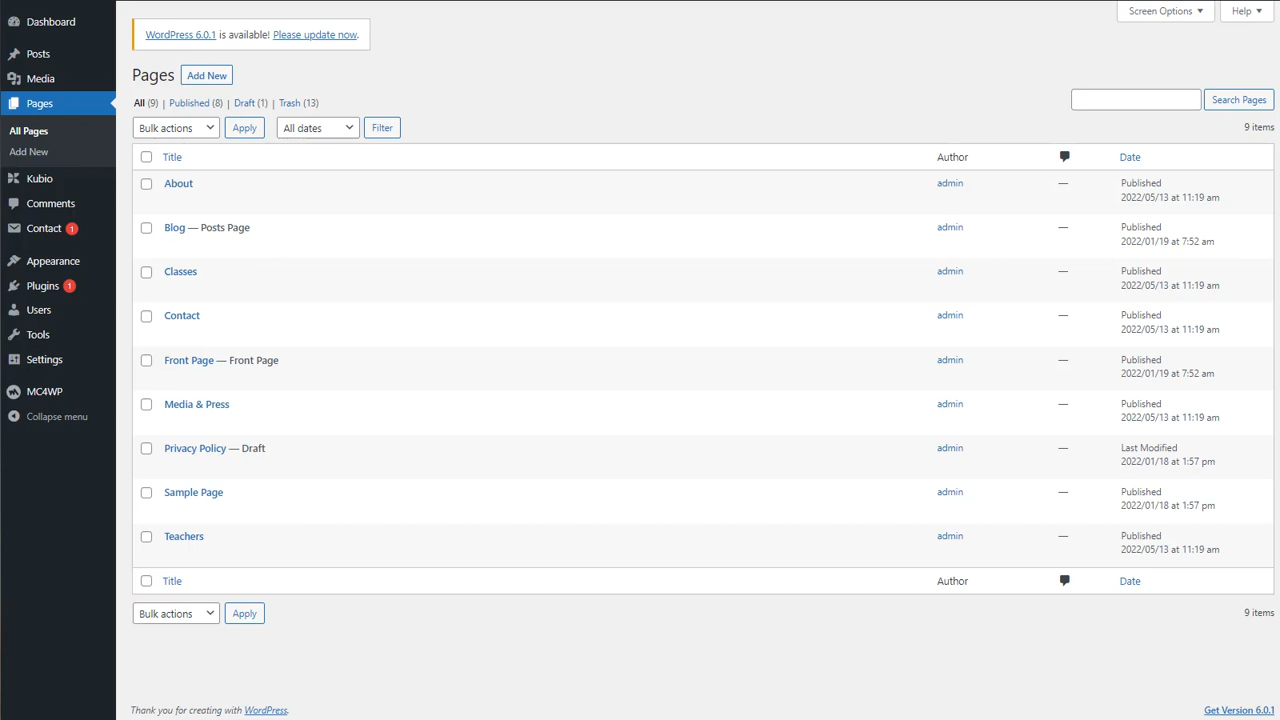 Dashboard
Posts
Media
Pages
All Pages
Add New
Kubio
Comments
Contact 1
Appearance
Plugins 1
Users
Tools
Settings
MC4WP
Collapse menu
Screen Options ▼
Help ▼
WordPress 6.0.1 is available! Please update now.
Pages Add New
All (9) | Published (8) | Draft (1) | Trash (13)
Search Pages
Bulk actions Apply All dates Filter
9 items
Title Author Date
About admin — Published
2022/05/13 at 11:19 am
Blog — Posts Page admin — Published
2022/01/19 at 7:52 am
Classes admin — Published
2022/05/13 at 11:19 am
Contact admin — Published
2022/05/13 at 11:19 am
Front Page — Front Page admin — Published
2022/01/19 at 7:52 am
Media & Press admin — Published
2022/05/13 at 11:19 am
Privacy Policy — Draft admin — Last Modified
2022/01/18 at 1:57 pm
Sample Page admin — Published
2022/01/18 at 1:57 pm
Teachers admin — Published
2022/05/13 at 11:19 am
Title Author Date
Bulk actions Apply
9 items
Thank you for creating with WordPress.
Get Version 6.0.1